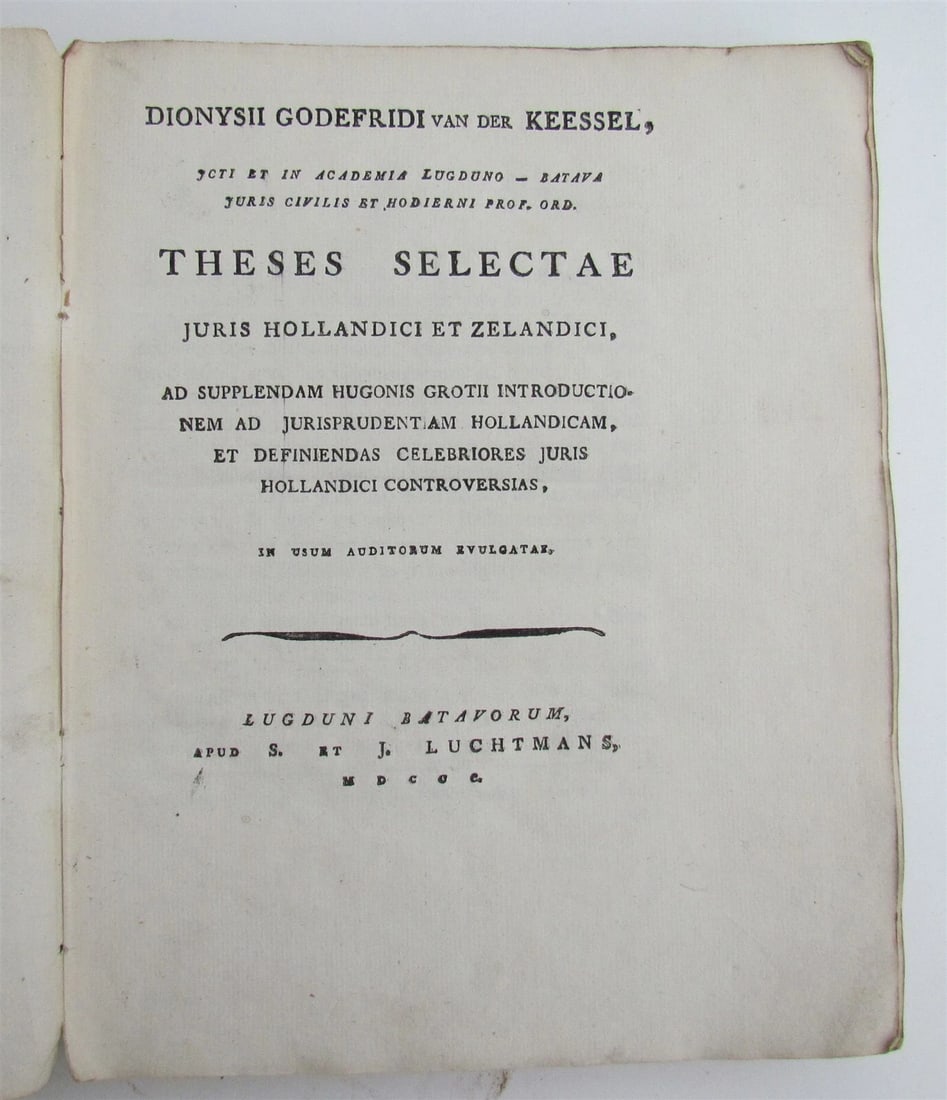 DIONYSII GODEFRIDI VAN DER KEESSEL,
JCTI ET IN ACADEMIA LUGDUNO – BATAVA
JURIS CIVILIS ET HODIERNI PROF. ORD.
THESES SELECTAE
JURIS HOLLANDICI ET ZELANDICI,
AD SUPPLENDAM HUGONIS GROTII INTRODUCTIO-
NEM AD JURISPRUDENTIAM HOLLANDICAM,
ET DEFINIENDAS CELEBRIORES JURIS
HOLLANDICI CONTROVERSIAS,
IN USUM AUDITORUM EVULGATAE.
LUGDUNI BATAVORUM,
APUD S. ET J. LUCHTMANS,
MDCCC.